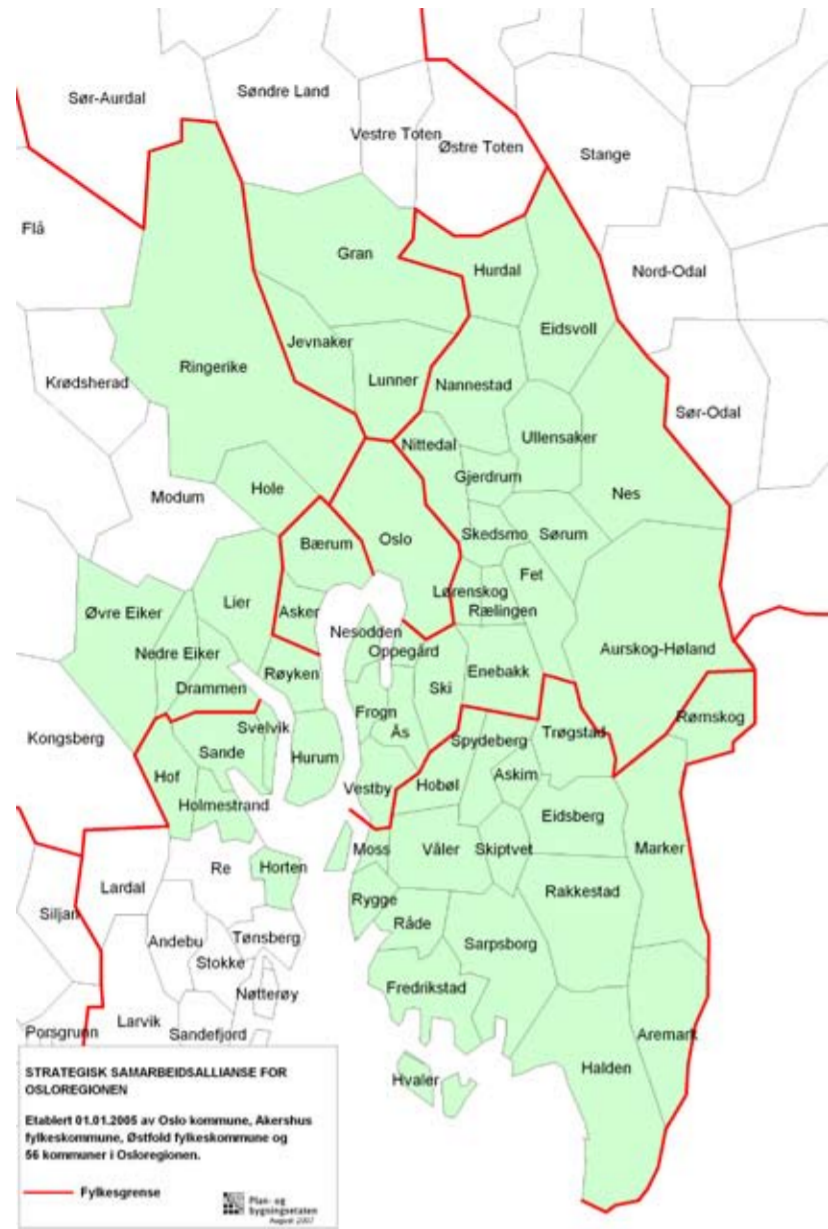 Sør-Aurdal
Søndre Land
Vestre Toten
Østre Toten
Stange
Flå
Gran
Hurdal
Nord-Odal
Eidsvoll
Jevnaker
Krødsherad
Ringerike
Lunner
Nannestad
Sør-Odal
Nittedal
Ullensaker
Gjerdrum
Modum
Hole
Nes
Bærum
Oslo
Skedsmo
Sørum
Fet
Øvre Eiker
Lier
Asker
Lørenskog
Rælingen
Nesodden
Oppegård
Nedre Eiker
Aurskog-Høland
Drammen
Røyken
Ski
Enebakk
Frogn
Ås
Rømskog
Kongsberg
Svelvik
Sande
Hurum
Spydeberg
Trøgstad
Hof
Vestby
Hobøl
Askim
Holmestrand
Eidsberg
Moss
Våler
Skiptvet
Marker
Re
Horten
Lardal
Rygge
Rakkestad
Siljan
Råde
Andebu
Tønsberg
Sarpsborg
Stokke
Nøtterøy
Fredrikstad
Porsgrunn
Larvik
Sandefjord
Aremark
Halden
Hvaler
STRATEGISK SAMARBEIDSALLIANSE FOR
OSLOREGIONEN
Etablert 01.01.2005 av Oslo kommune, Akershus
fylkeskommune, Østfold fylkeskommune og
56 kommuner i Osloregionen.
Fylkesgrense
Plan- og
bygningsetaten
August 2007